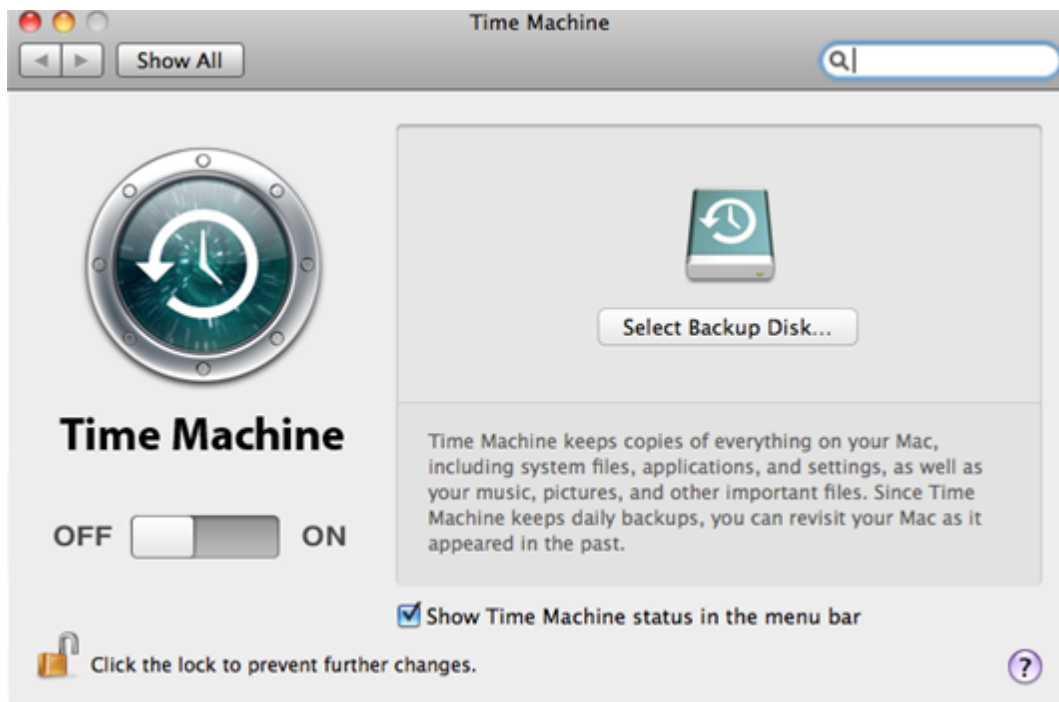 Time Machine
Show All
Select Backup Disk...
Time Machine
Time Machine keeps copies of everything on your Mac,
including system files, applications, and settings, as well as
your music, pictures, and other important files. Since Time
Machine keeps daily backups, you can revisit your Mac as it
appeared in the past.
OFF ON
Show Time Machine status in the menu bar
Click the lock to prevent further changes.
?